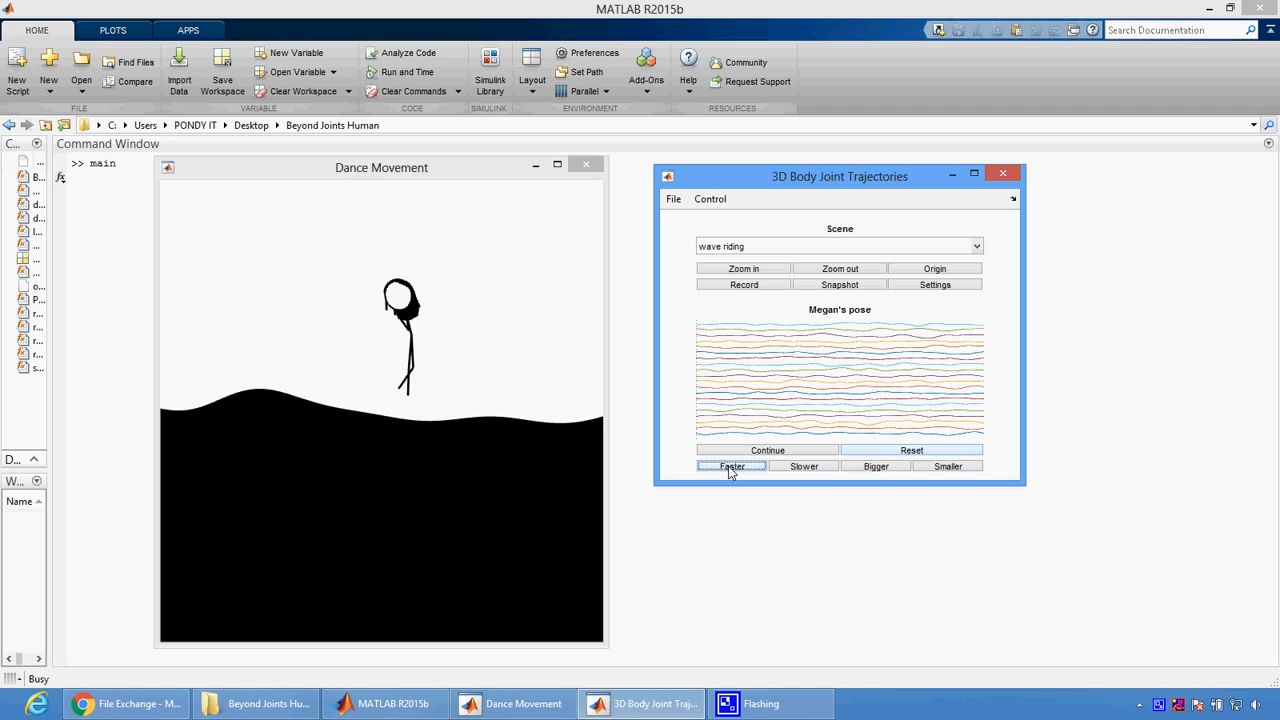 MATLAB R2015b
HOME PLOTS APPS Search Documentation
New Script New Open Find Files Compare Import Data Save Workspace New Variable Open Variable Clear Workspace Analyze Code Run and Time Clear Commands Simulink Library Layout Preferences Set Path Parallel Add-Ons Help Community Request Support
FILE VARIABLE CODE SIMULINK ENVIRONMENT RESOURCES
C: Users PONDY IT Desktop Beyond Joints Human
C... Command Window
>> main
fx
...
B...
...
d...
d...
l...
...
...
...
o...
P...
r...
r...
r...
r...
s...
D...
W...
Name
Dance Movement
3D Body Joint Trajectories
File Control
Scene
wave riding
Zoom in Zoom out Origin
Record Snapshot Settings
Megan's pose
Continue Reset
Faster Slower Bigger Smaller
Busy
File Exchange - M... Beyond Joints Hu... MATLAB R2015b Dance Movement 3D Body Joint Traj... Flashing